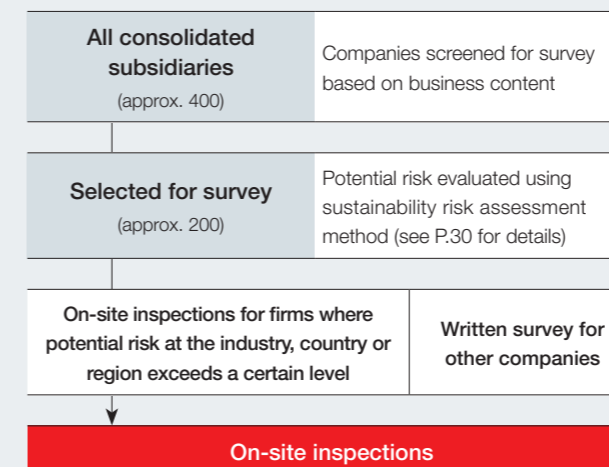 All consolidated
subsidiaries
(approx. 400)
Companies screened for survey
based on business content
Selected for survey
(approx. 200)
Potential risk evaluated using
sustainability risk assessment
method (see P.30 for details)
On-site inspections for firms where
potential risk at the industry, country or
region exceeds a certain level
Written survey for
other companies
On-site inspections